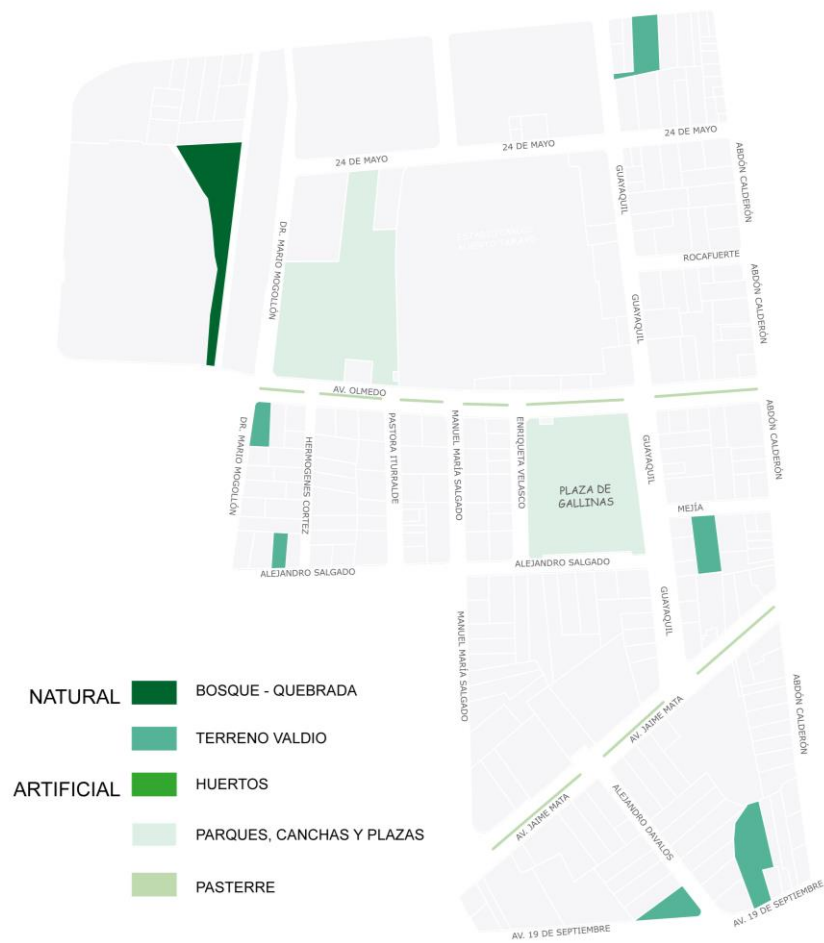 24 DE MAYO
24 DE MAYO
24 DE MAYO
GUAYAQUIL
ABDÓN CALDERÓN
DR. MARIO MOGOLLÓN
ROCAFUERTE
GUAYAQUIL
ABDÓN CALDERÓN
AV. OLMEDO
DR. MARIO MOGOLLÓN
HERMOGENES CORTEZ
PASTORA ITURRALDE
MANUEL MARÍA SALGADO
ENRIQUETA VELASCO
PLAZA DE
GALLINAS
GUAYAQUIL
ABDÓN CALDERÓN
MEJÍA
ALEJANDRO SALGADO
ALEJANDRO SALGADO
MANUEL MARÍA SALGADO
GUAYAQUIL
ABDÓN CALDERÓN
AV. JAIME MATA
AV. JAIME MATA
ALEJANDRO DAVALOS
AV. 19 DE SEPTIEMBRE
AV. 19 DE SEPTIEMBRE
NATURAL
BOSQUE - QUEBRADA
TERRENO VALDIO
ARTIFICIAL
HUERTOS
PARQUES, CANCHAS Y PLAZAS
PASTERRE